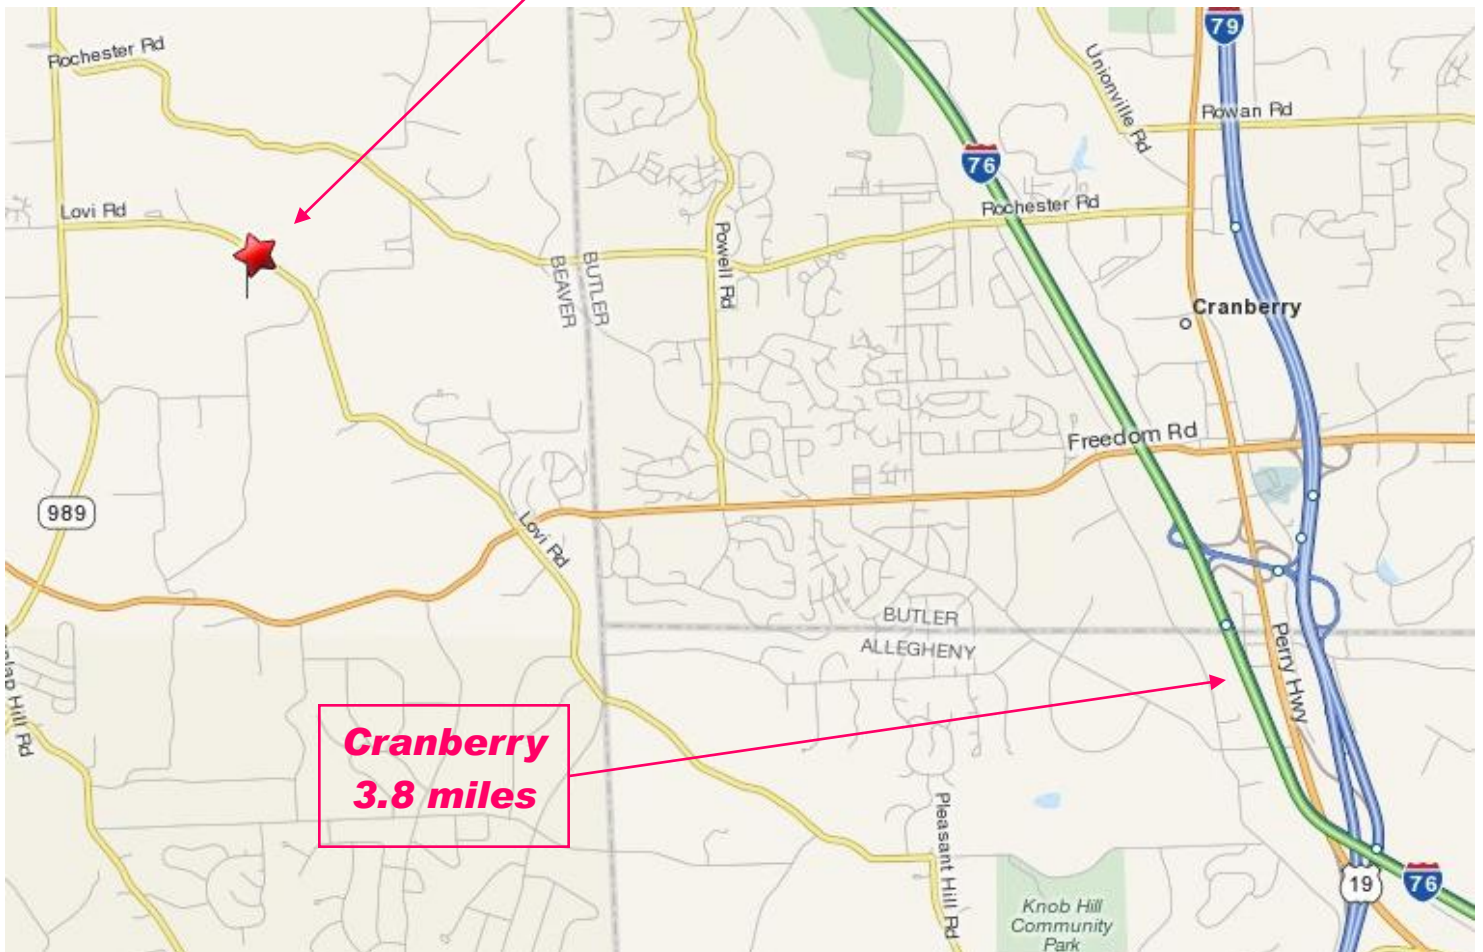 79
Rochester Rd
Unionville Rd
Rowan Rd
76
Lovi Rd
Rochester Rd
Powell Rd
BEAVER
BUTLER
Cranberry
Freedom Rd
989
Lovi Rd
BUTLER
ALLEGHENY
Perry Hwy
Hill Rd
Cranberry
3.8 miles
Pleasant Hill Rd
19
76
Knob Hill
Community
Park